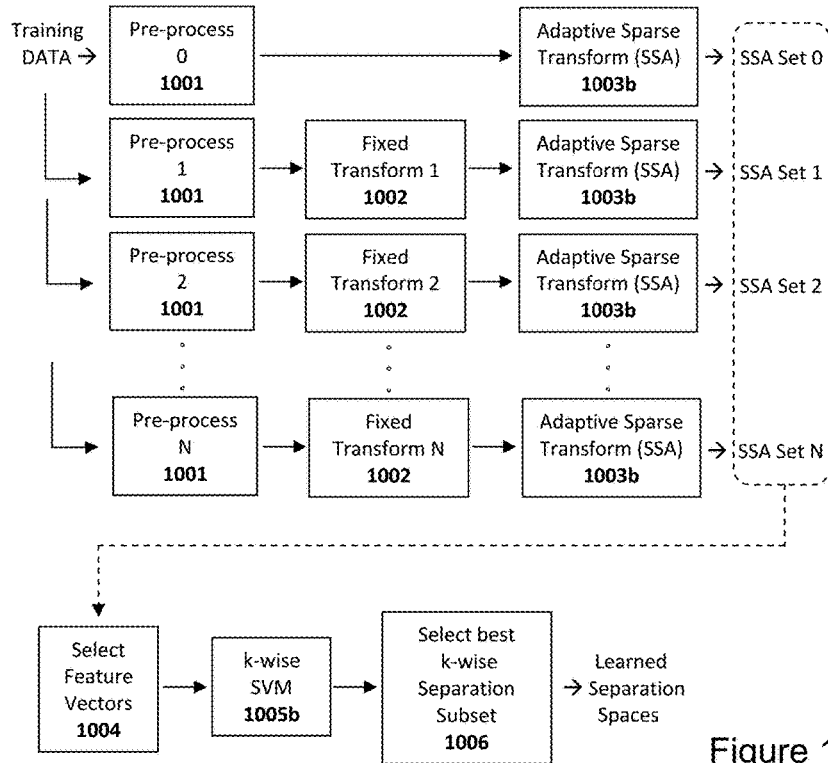 Training
DATA →
Pre-process
0
1001
Adaptive Sparse
Transform (SSA)
1003b
→ SSA Set 0
Pre-process
1
1001
Fixed
Transform 1
1002
Adaptive Sparse
Transform (SSA)
1003b
→ SSA Set 1
Pre-process
2
1001
Fixed
Transform 2
1002
Adaptive Sparse
Transform (SSA)
1003b
→ SSA Set 2
Pre-process
N
1001
Fixed
Transform N
1002
Adaptive Sparse
Transform (SSA)
1003b
→ SSA Set N
Select
Feature
Vectors
1004
k-wise
SVM
1005b
Select best
k-wise
Separation
Subset
1006
→ Learned
Separation
Spaces
Figure